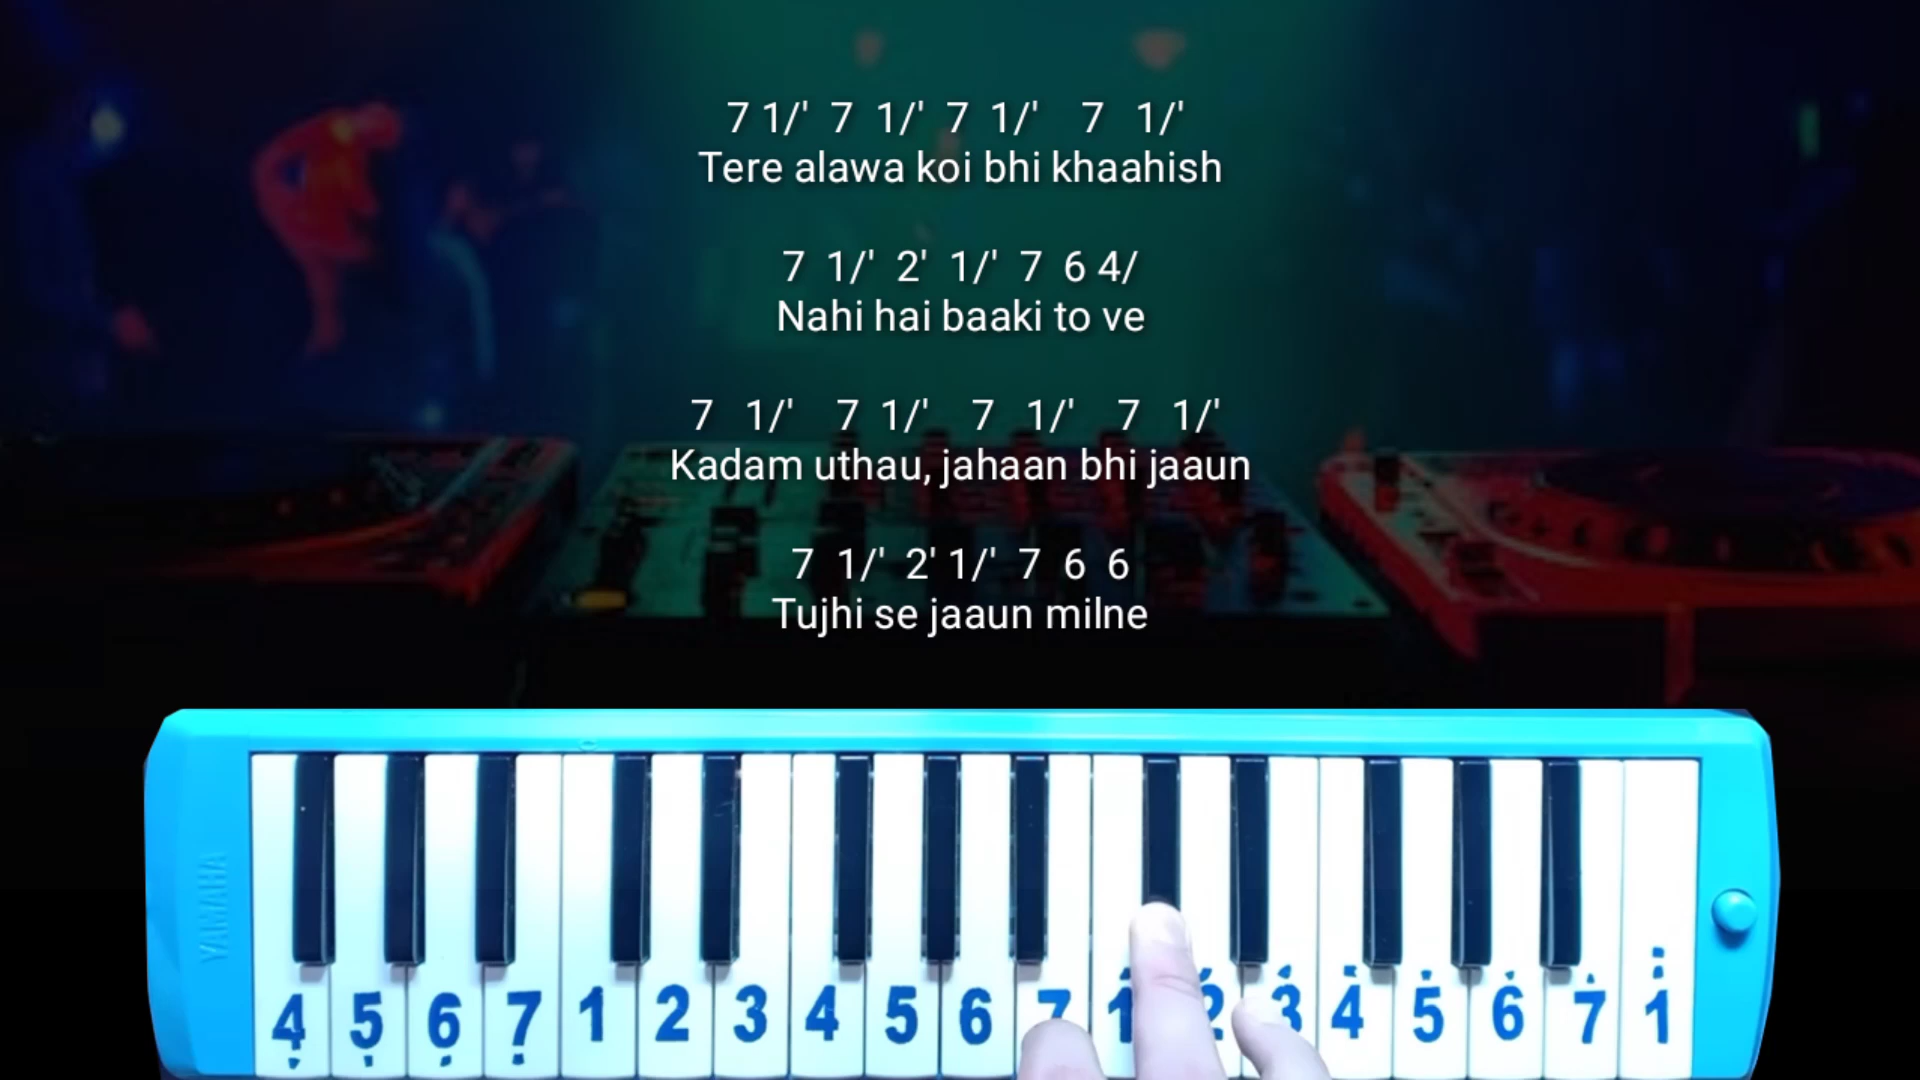 7 1/' 7 1/' 7 1/' 7 1/'
Tere alawa koi bhi khaahish
7 1/' 2' 1/' 7 6 4/
Nahi hai baaki to ve
7 1/' 7 1/' 7 1/' 7 1/'
Kadam uthau, jahaan bhi jaaun
7 1/' 2' 1/' 7 6 6
Tujhi se jaaun milne
YAMAHA
4 5 6 7 1 2 3 4 5 6 7 1 2 3 4 5 6 7 1